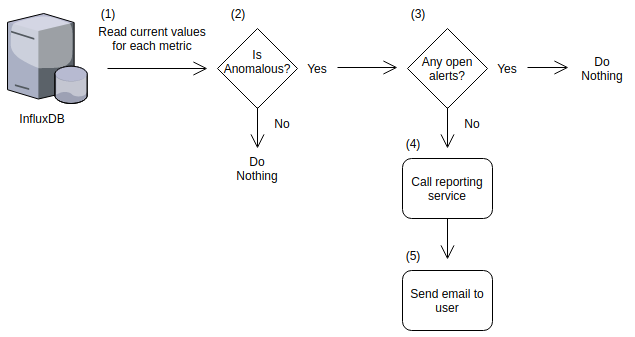 (1)
(2)
(3)
Read current values
for each metric
Is
Anomalous?
Yes
Any open
alerts?
Yes
Do
Nothing
InfluxDB
No
No
(4)
Do
Nothing
Call reporting
service
(5)
Send email to
user